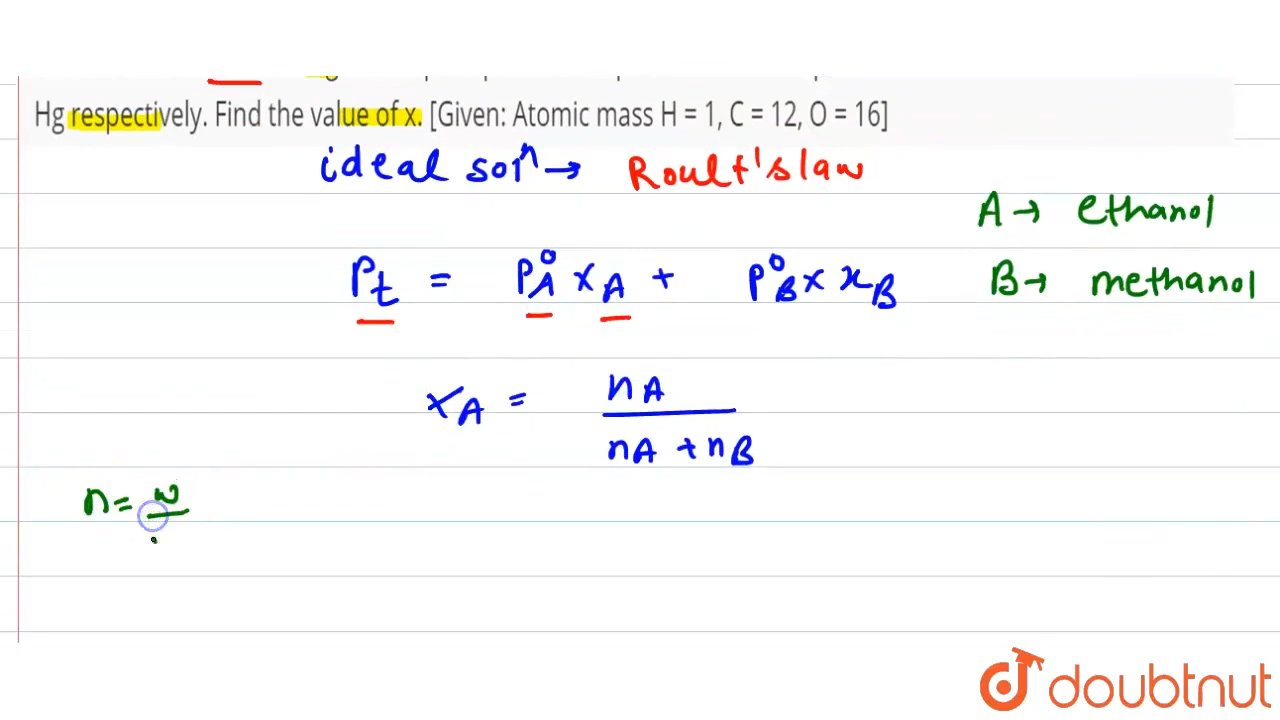 Hg respectively. Find the value of x. [Given: Atomic mass H = 1, C = 12, O = 16]
ideal solⁿ → Roult's law
A → ethanol
Pt = P°A xA + P°B × xB
B → methanol
xA = nA / nA + nB
n = w
doubtnut